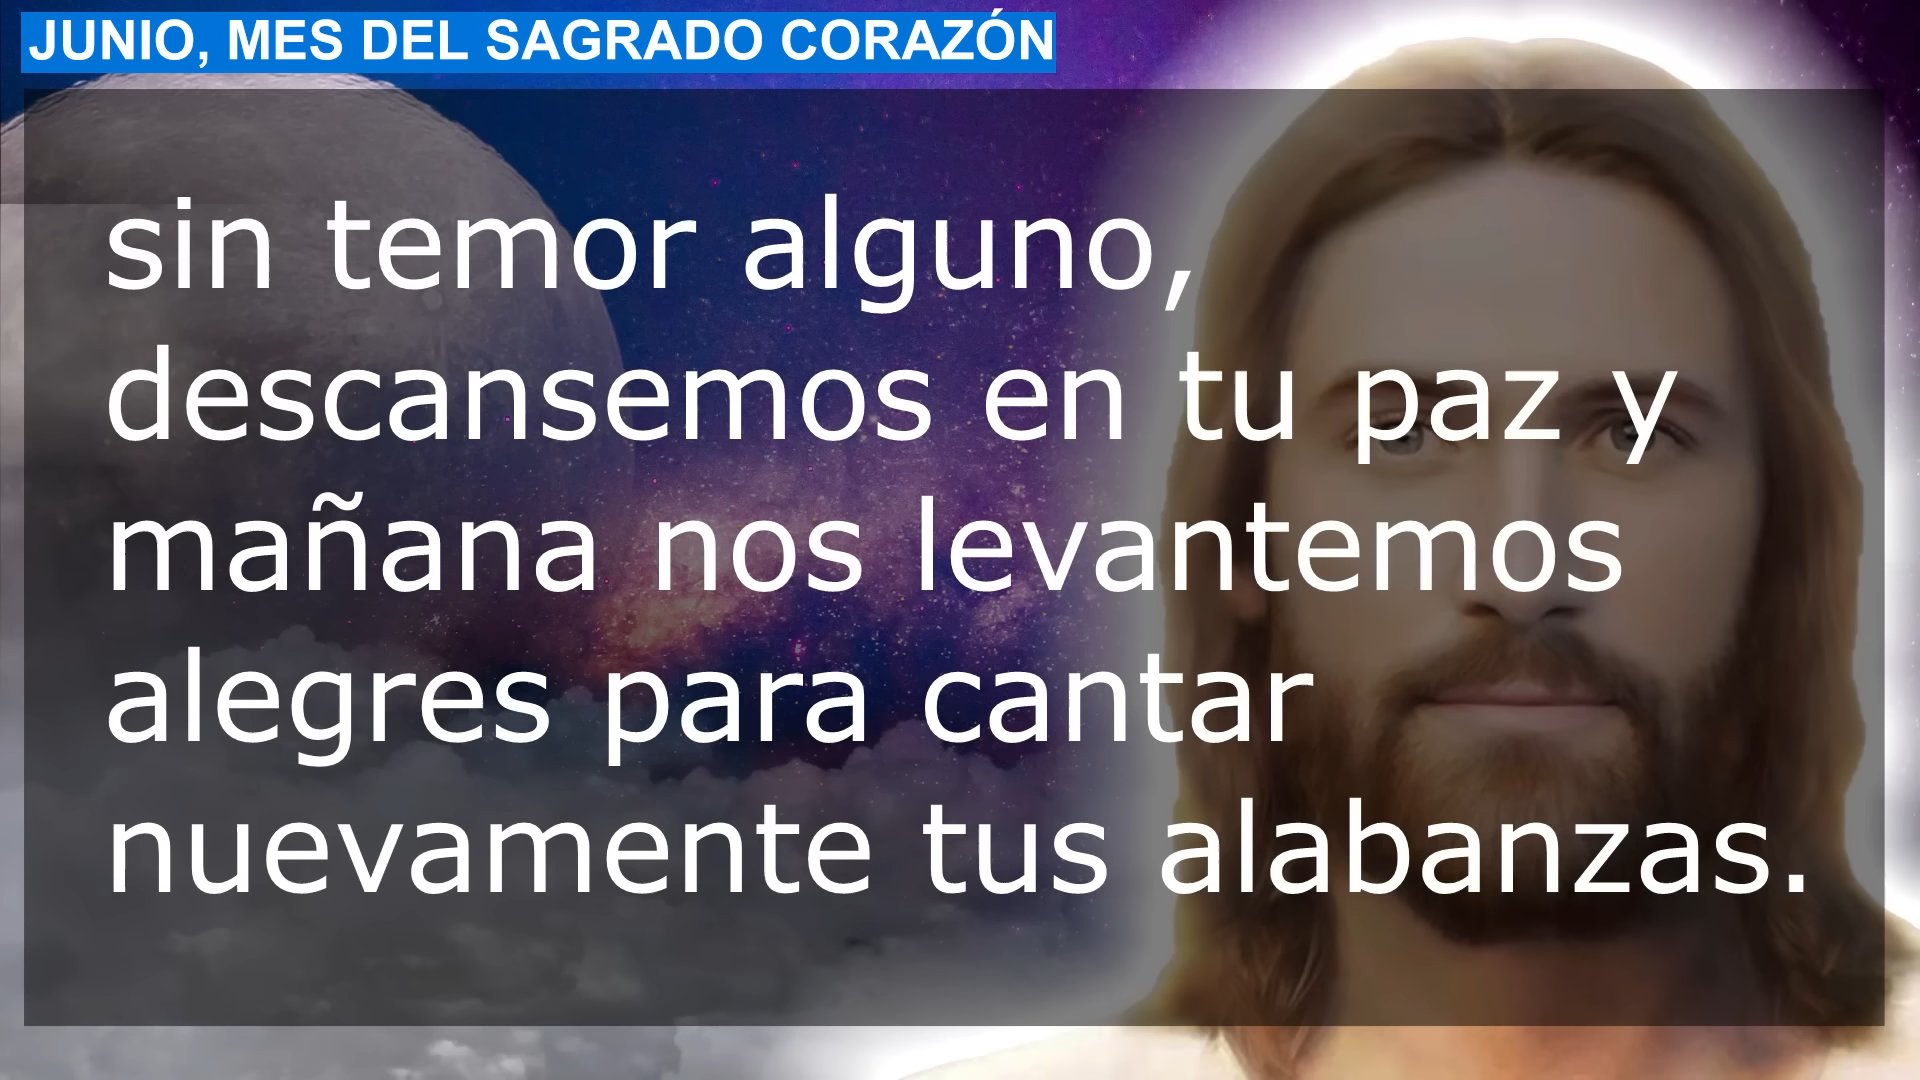 JUNIO, MES DEL SAGRADO CORAZÓN
sin temor alguno,
descansemos en tu paz y
mañana nos levantemos
alegres para cantar
nuevamente tus alabanzas.